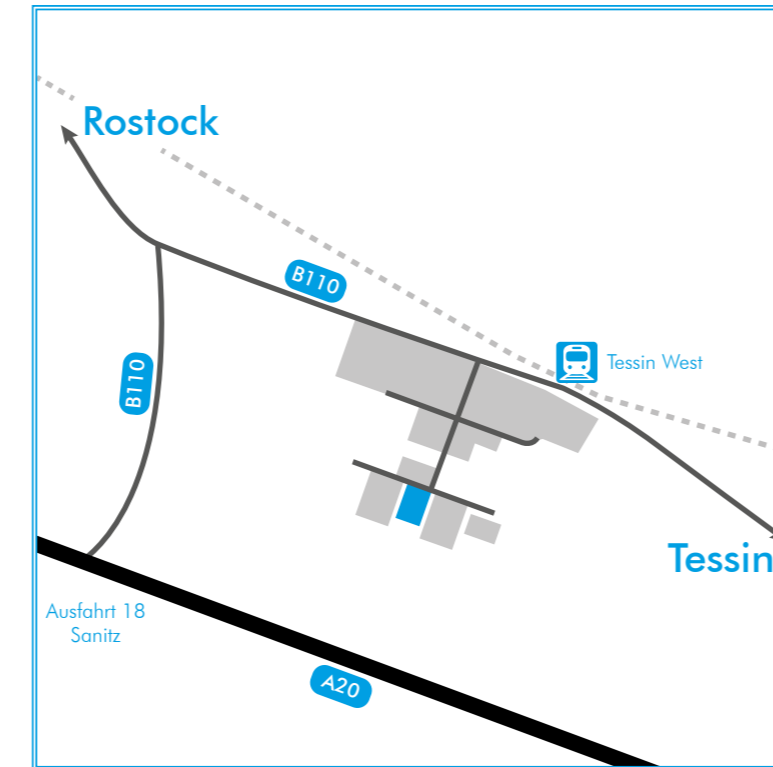 Rostock
B110
B110
Tessin West
Tessin
Ausfahrt 18
Sanitz
A20